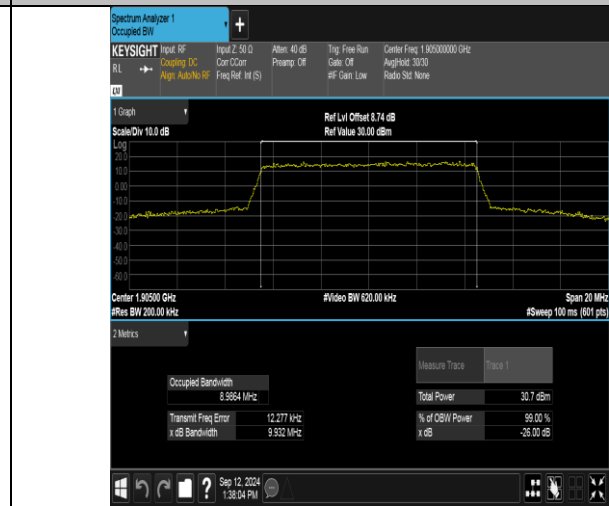 Spectrum Analyzer 1
Occupied BW
KEYSIGHT
RL
Input: RF
Coupling: DC
Align: Auto/No RF
Input Z: 50 Ω
Corr CCorr
Freq Ref: Int (S)
Atten: 40 dB
Preamp: Off
Trig: Free Run
Gate: Off
#IF Gain: Low
Center Freq: 1.905000000 GHz
Avg|Hold: 30/30
Radio Std: None
1 Graph
Scale/Div 10.0 dB
Ref Lvl Offset 8.74 dB
Ref Value 30.00 dBm
Log
20.0
10.0
0.00
-10.0
-20.0
-30.0
-40.0
-50.0
-60.0
Center 1.90500 GHz
#Res BW 200.00 kHz
#Video BW 620.00 kHz
Span 20 MHz
#Sweep 100 ms (601 pts)
2 Metrics
Measure Trace Trace 1
Occupied Bandwidth
8.9864 MHz
Total Power 30.7 dBm
Transmit Freq Error 12.277 kHz
% of OBW Power 99.00 %
x dB Bandwidth 9.932 MHz
x dB -26.00 dB
?
Sep 12, 2024
1:38:04 PM